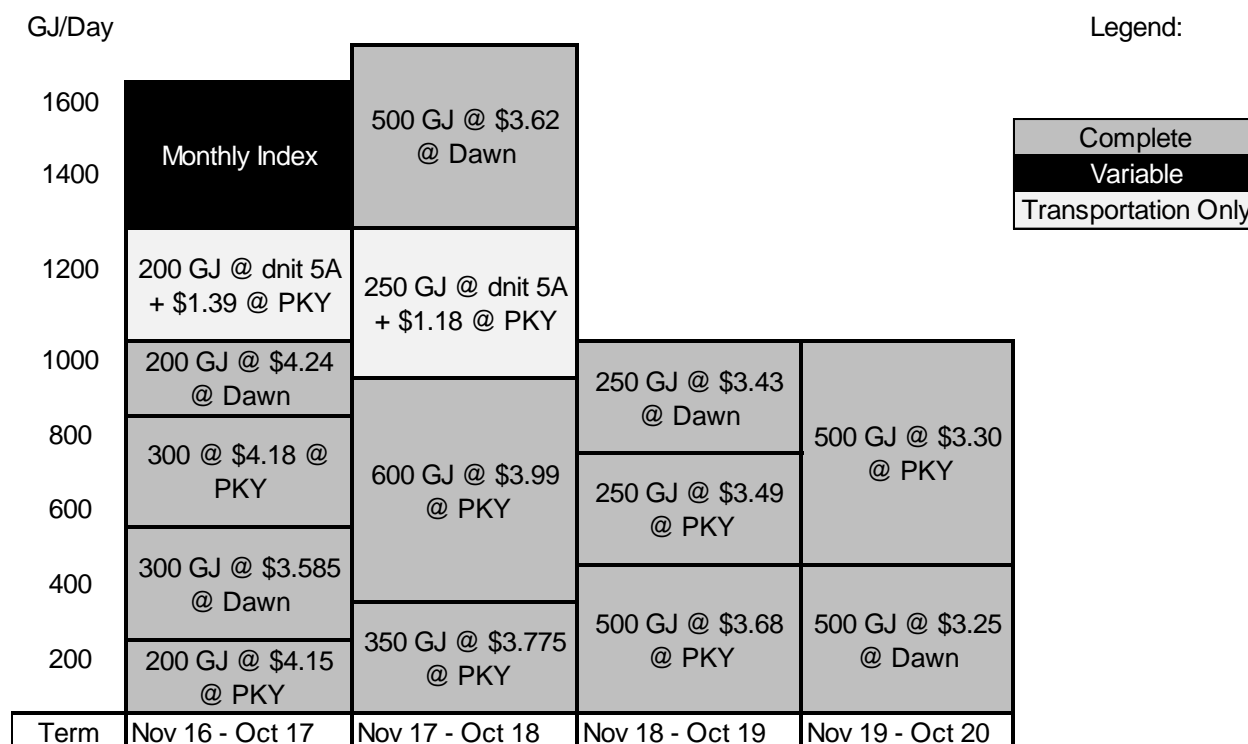 GJ/Day
Legend:
1600
1400
1200
1000
800
600
400
200
Monthly Index
200 GJ @ dnit 5A
+ $1.39 @ PKY
200 GJ @ $4.24
@ Dawn
300 @ $4.18 @
PKY
300 GJ @ $3.585
@ Dawn
200 GJ @ $4.15
@ PKY
500 GJ @ $3.62
@ Dawn
250 GJ @ dnit 5A
+ $1.18 @ PKY
600 GJ @ $3.99
@ PKY
350 GJ @ $3.775
@ PKY
250 GJ @ $3.43
@ Dawn
250 GJ @ $3.49
@ PKY
500 GJ @ $3.68
@ PKY
500 GJ @ $3.30
@ PKY
500 GJ @ $3.25
@ Dawn
Complete
Variable
Transportation Only
Term Nov 16 - Oct 17 Nov 17 - Oct 18 Nov 18 - Oct 19 Nov 19 - Oct 20